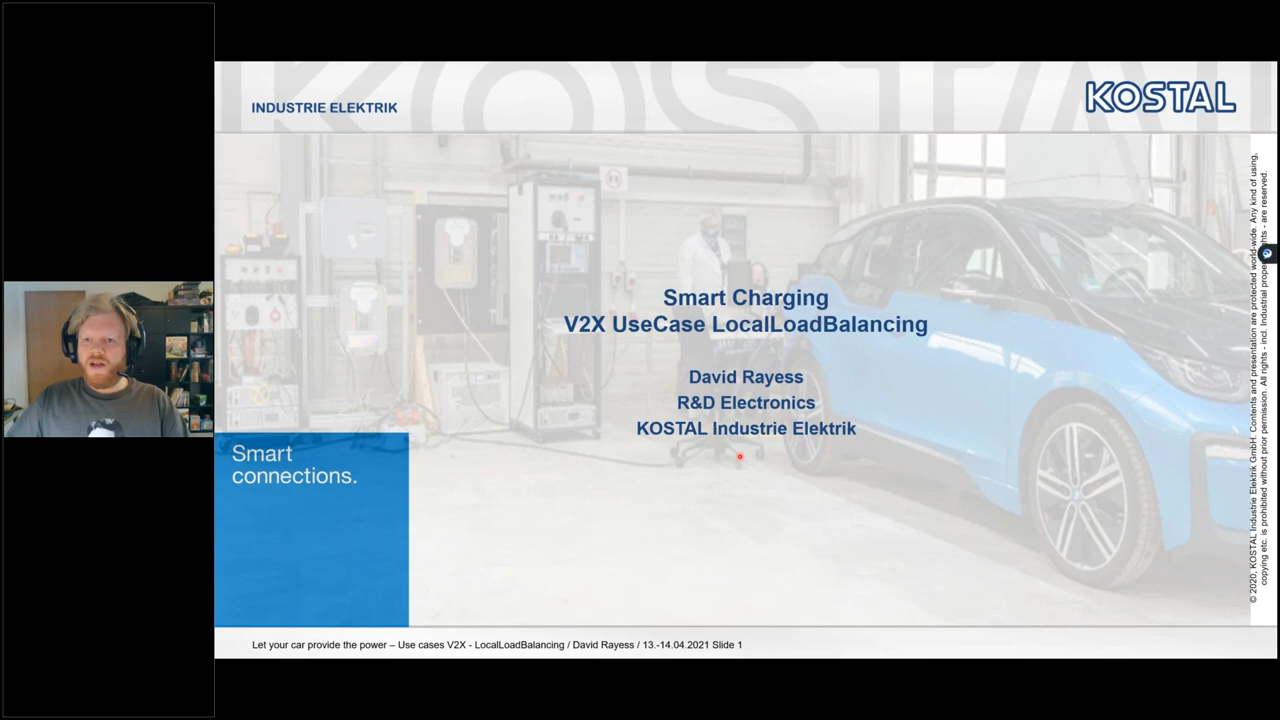 INDUSTRIE ELEKTRIK
KOSTAL
Smart Charging
V2X UseCase LocalLoadBalancing
David Rayess
R&D Electronics
KOSTAL Industrie Elektrik
Smart
connections.
Let your car provide the power – Use cases V2X - LocalLoadBalancing / David Rayess / 13.-14.04.2021 Slide 1
© 2020, KOSTAL Industrie Elektrik GmbH. Contents and presentation are protected world-wide. Any kind of using,
copying etc. is prohibited without prior permission. All rights - incl. Industrial property rights - are reserved.